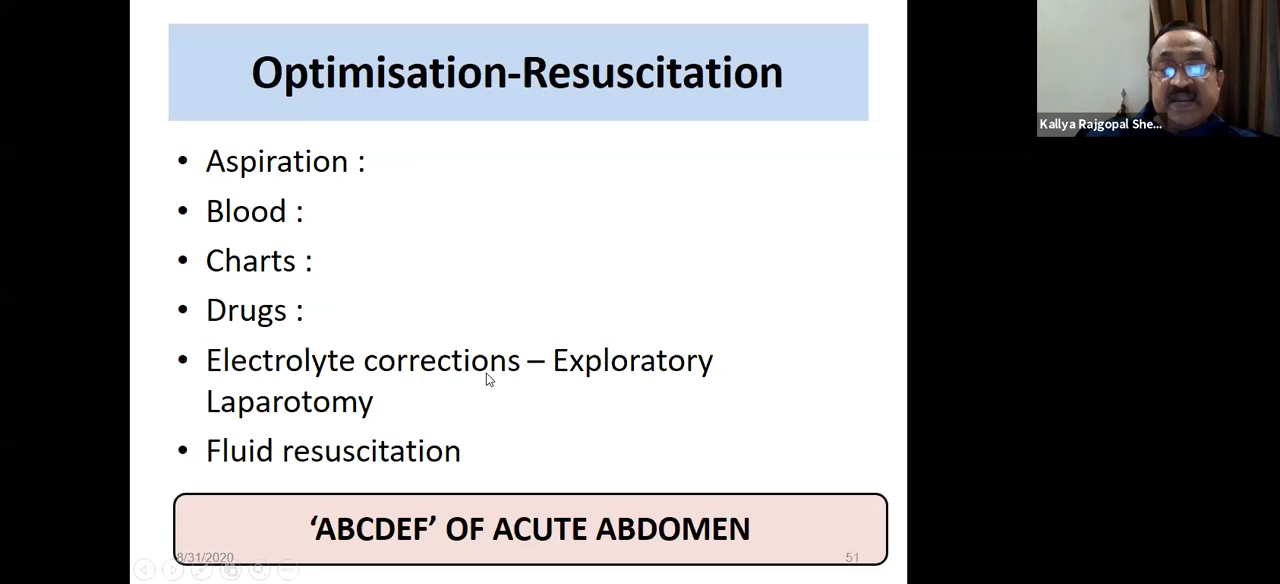 Optimisation-Resuscitation
Kallya Rajgopal She...
• Aspiration :
• Blood :
• Charts :
• Drugs :
• Electrolyte corrections – Exploratory
Laparotomy
• Fluid resuscitation
‘ABCDEF’ OF ACUTE ABDOMEN
8/31/2020
51